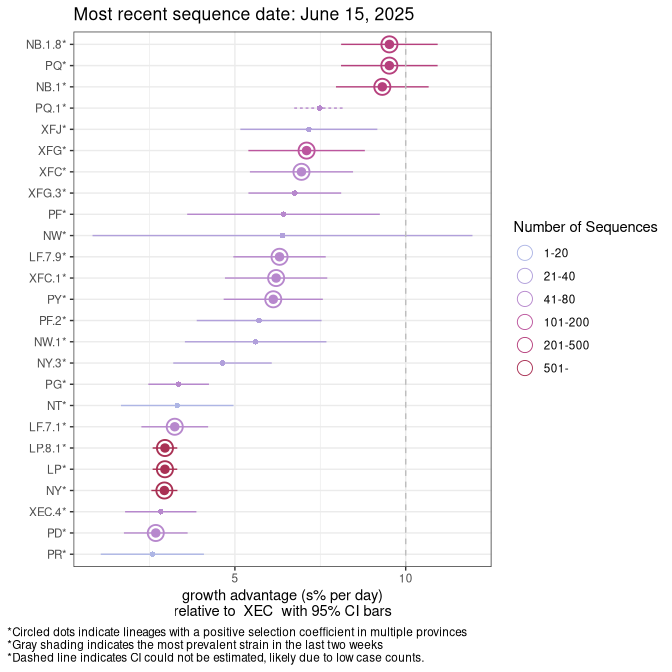 Most recent sequence date: June 15, 2025
NB.1.8*
PQ*
NB.1*
PQ.1*
XFJ*
XFG*
XFC*
XFG.3*
PF*
NW*
LF.7.9*
XFC.1*
PY*
PF.2*
NW.1*
NY.3*
PG*
NT*
LF.7.1*
LP.8.1*
LP*
NY*
XEC.4*
PD*
PR*
5 10
growth advantage (s% per day)
relative to XEC with 95% CI bars
Number of Sequences
1-20
21-40
41-80
101-200
201-500
501-
*Circled dots indicate lineages with a positive selection coefficient in multiple provinces
*Gray shading indicates the most prevalent strain in the last two weeks
*Dashed line indicates CI could not be estimated, likely due to low case counts.